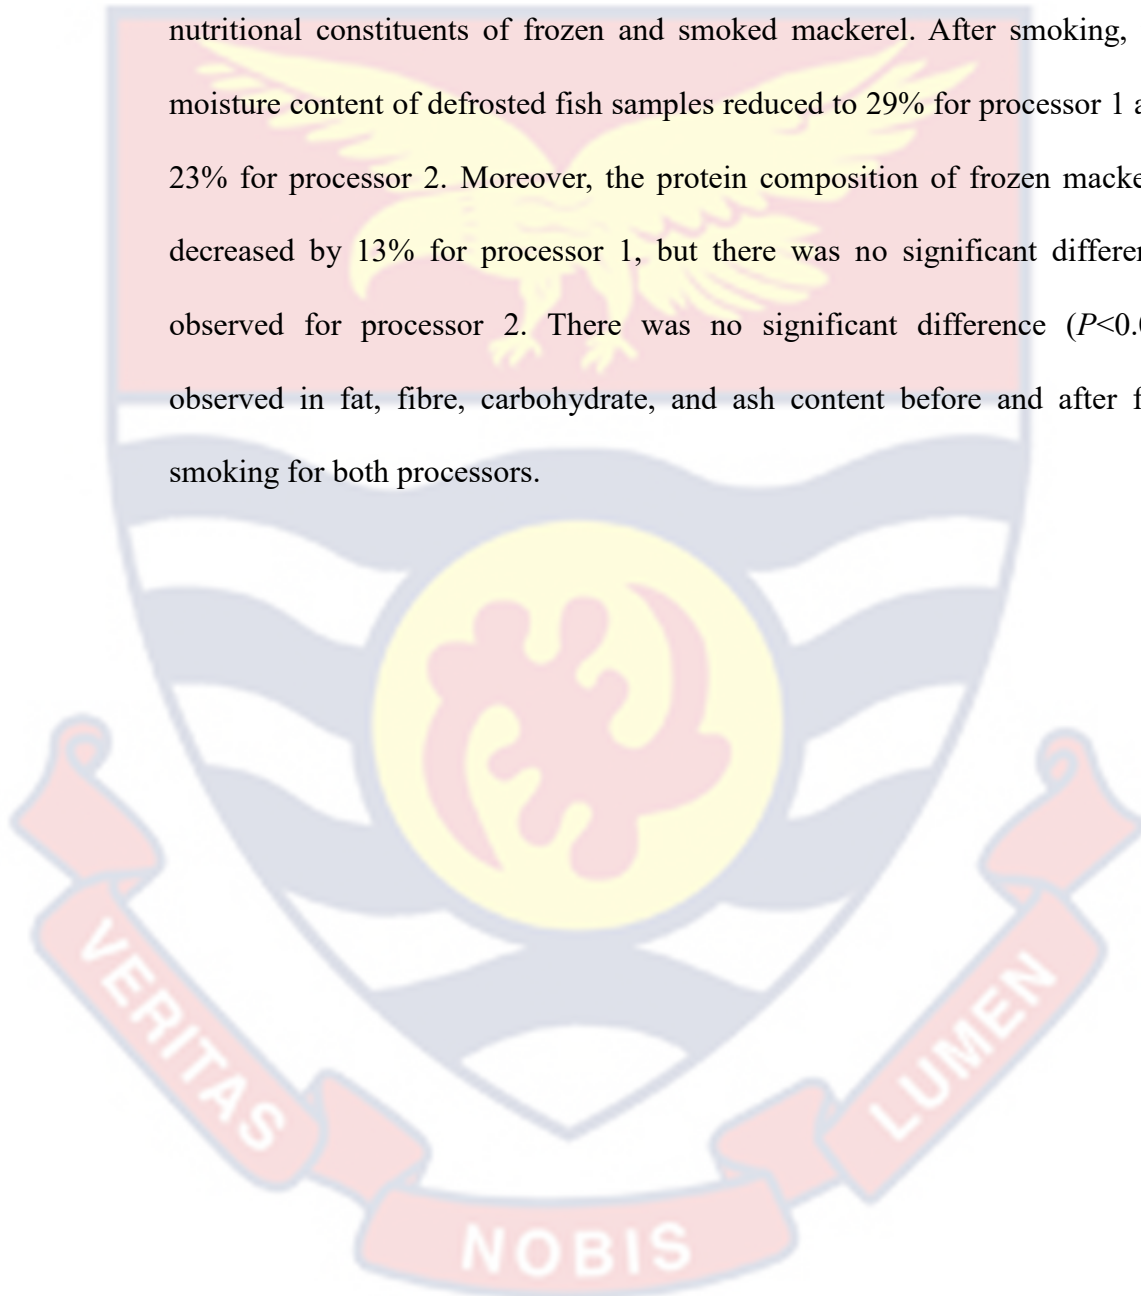 nutritional constituents of frozen and smoked mackerel. After smoking,
moisture content of defrosted fish samples reduced to 29% for processor 1
23% for processor 2. Moreover, the protein composition of frozen
decreased by 13% for processor 1, but there was no significant
observed for processor 2. There was no significant difference (P<0.0
observed in fat, fibre, carbohydrate, and ash content before and after
smoking for both processors.
VERITAS
NOBIS
LUMEN